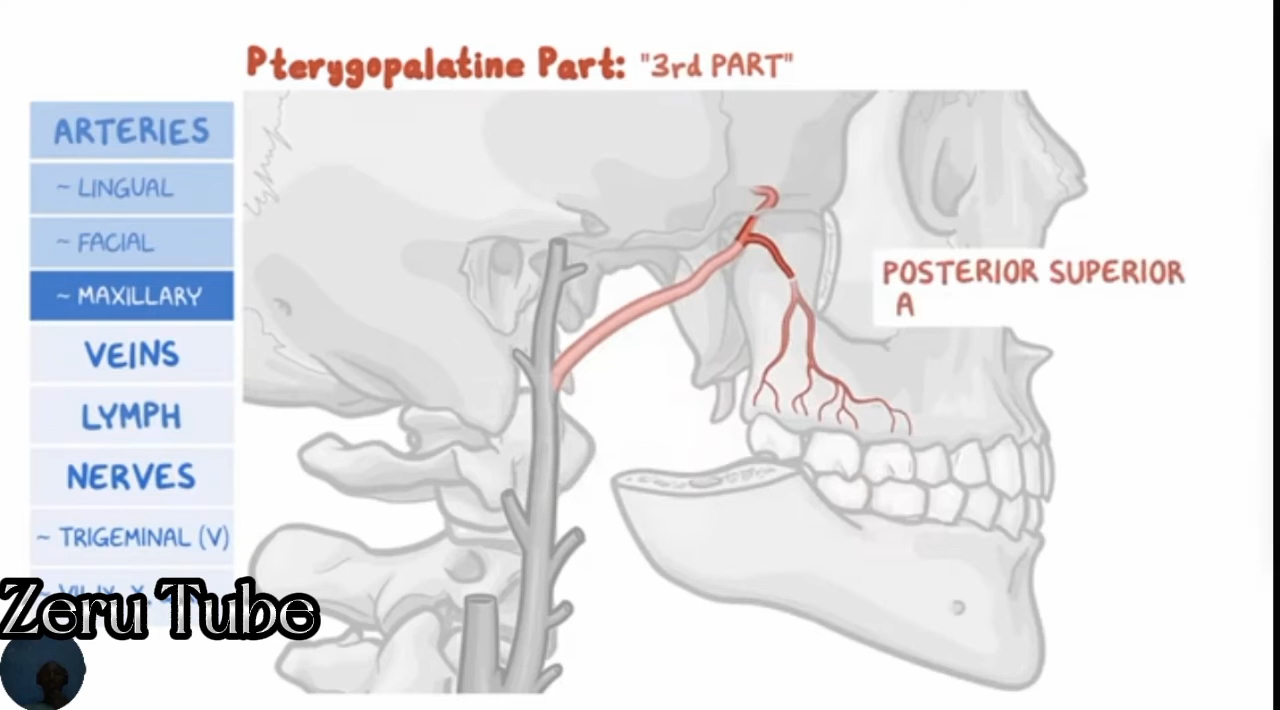 Pterygopalatine Part: "3rd PART"
ARTERIES
~ LINGUAL
~ FACIAL
~ MAXILLARY
VEINS
LYMPH
NERVES
~ TRIGEMINAL (V)
POSTERIOR SUPERIOR
A
Zeru Tube